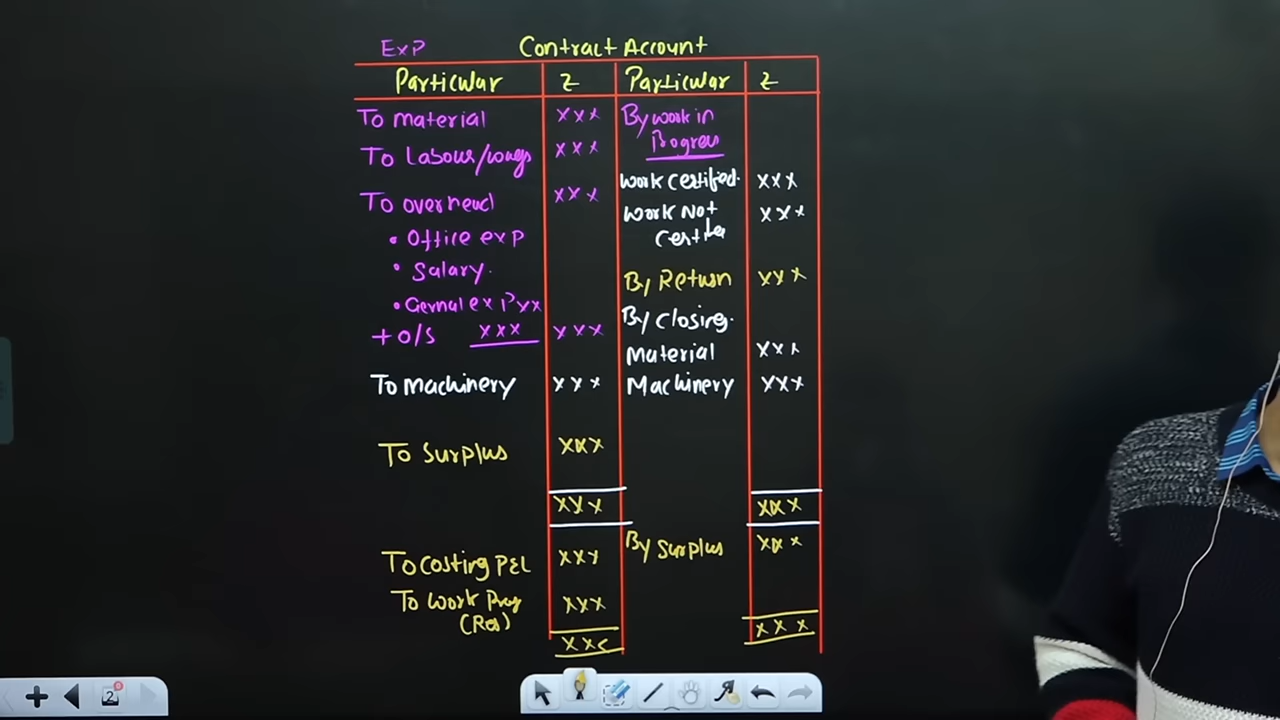 Exp
Contract Account
Particular ₹ Particular ₹
To material xxx By work in
Progress
To Labour/wages xxx
Work Certified. xxx
To overhead xxx
Work Not xxx
• Office exp
• Salary.
By Return xxx
• Gernal exp xx
By Closing.
+ O/S xxx xxx
Material xxx
To machinery xxx Machinery xxx
To Surplus xxx
xxx xxx
By Surplus xxx
To Costing P&L xxx
To Work Prog xxx
(Res)
xxx xxx
2